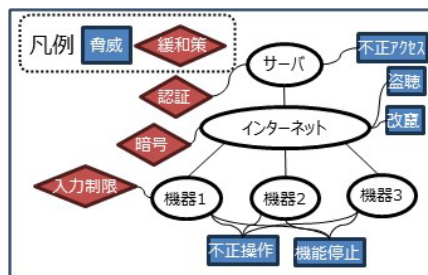 凡例
脅威
緩和策
サーバ
不正アクセス
盗聴
認証
インターネット
改竄
暗号
入力制限
機器1
機器2
機器3
不正操作
機能停止